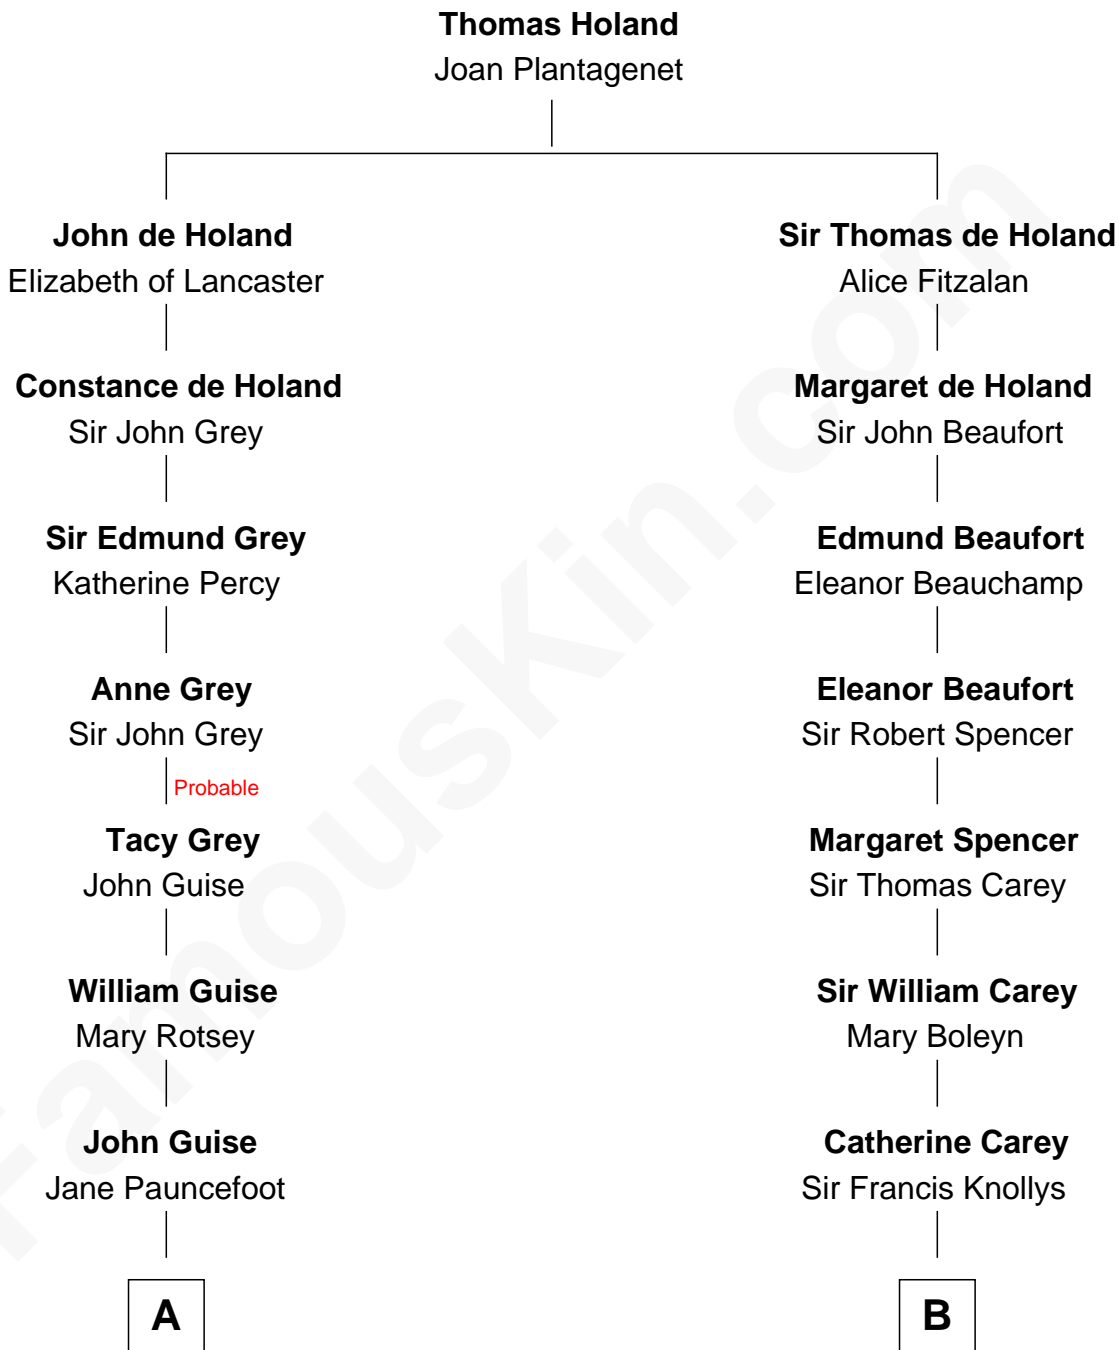 Thomas Holand
Joan Plantagenet
John de Holand
Elizabeth of Lancaster
Constance de Holand
Sir John Grey
Sir Edmund Grey
Katherine Percy
Anne Grey
Sir John Grey
Probable
Tacy Grey
John Guise
William Guise
Mary Rotsey
John Guise
Jane Pauncefoot
A
Sir Thomas de Holand
Alice Fitzalan
Margaret de Holand
Sir John Beaufort
Edmund Beaufort
Eleanor Beauchamp
Eleanor Beaufort
Sir Robert Spencer
Margaret Spencer
Sir Thomas Carey
Sir William Carey
Mary Boleyn
Catherine Carey
Sir Francis Knollys
B
FamousKin.com